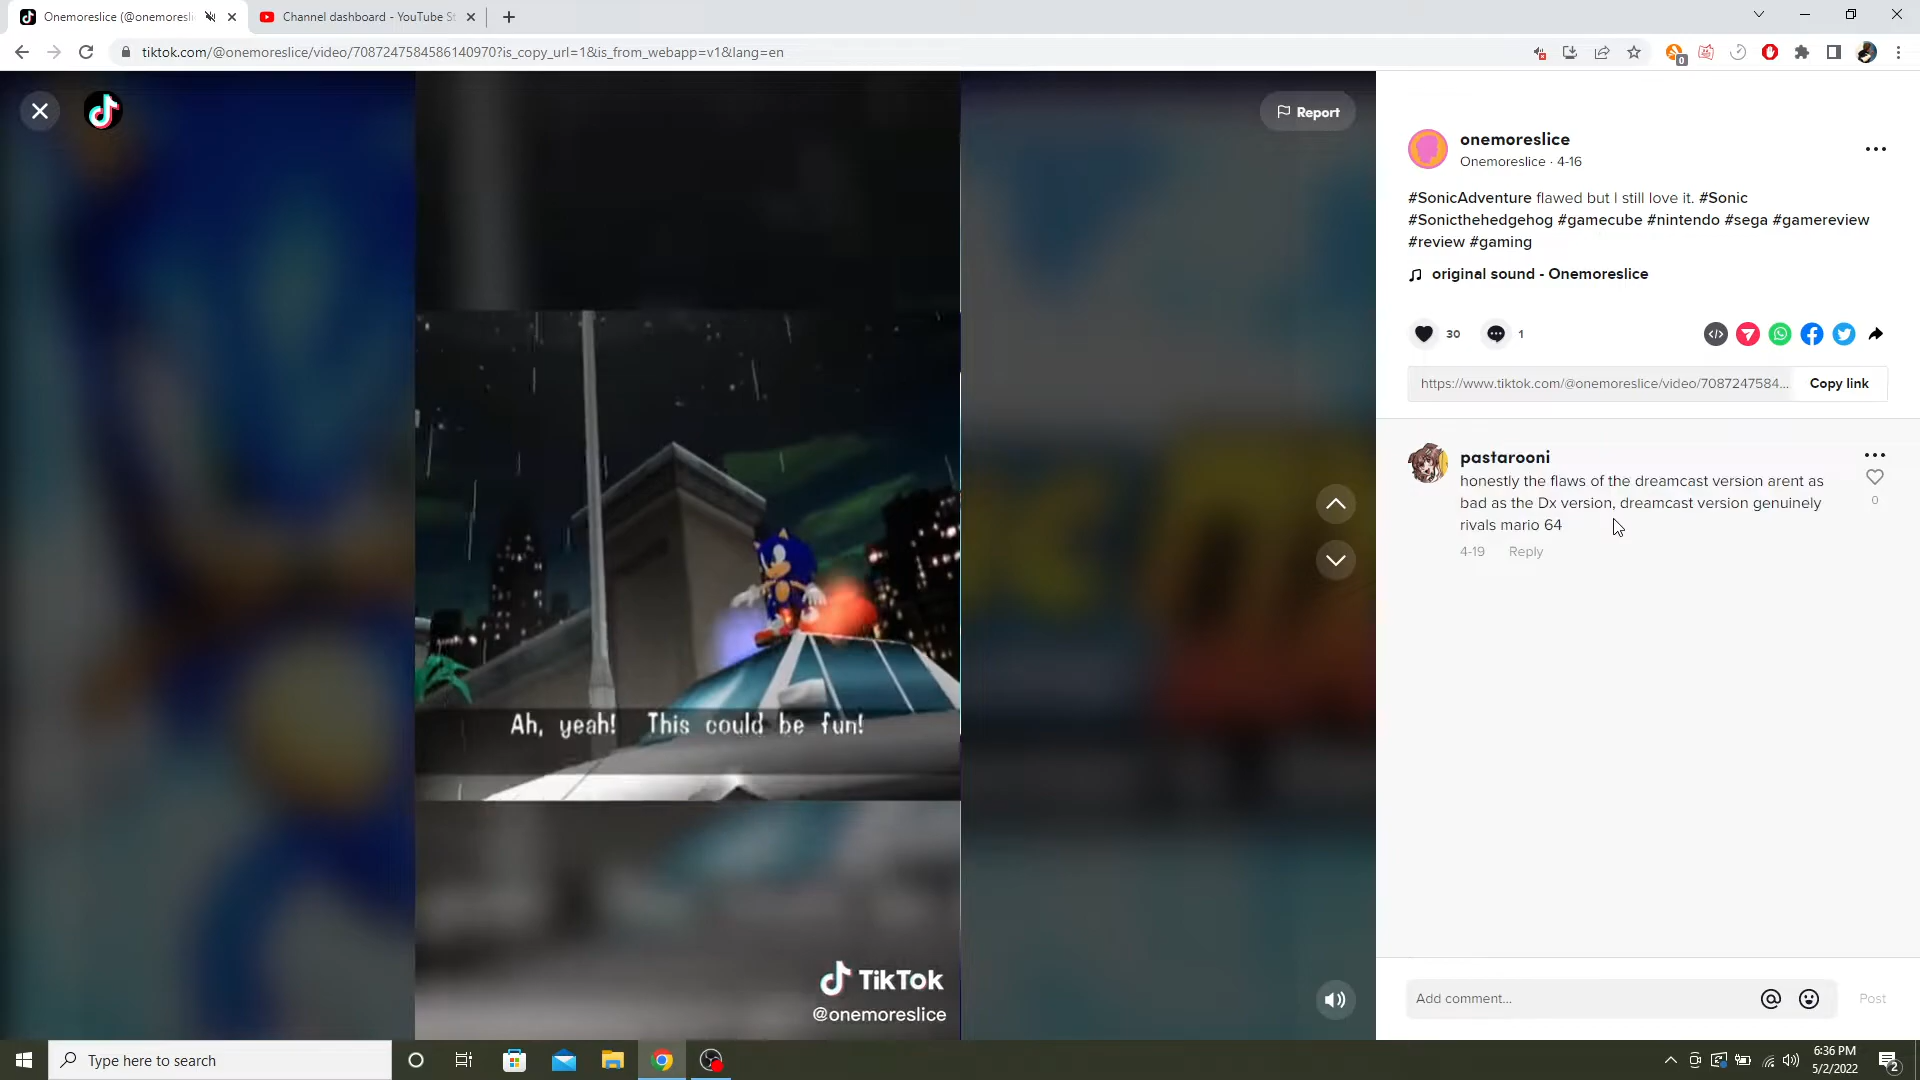 Onemoreslice (@onemoresli
Channel dashboard - YouTube St
tiktok.com/@onemoreslice/video/7087247584586140970?is_copy_url=1&is_from_webapp=v1&lang=en
0
Report
onemoreslice
Onemoreslice · 4-16
#SonicAdventure flawed but I still love it. #Sonic
#Sonicthehedgehog #gamecube #nintendo #sega #gamereview
#review #gaming
original sound - Onemoreslice
30
1
https://www.tiktok.com/@onemoreslice/video/7087247584...
Copy link
pastarooni
honestly the flaws of the dreamcast version arent as
bad as the Dx version, dreamcast version genuinely
rivals mario 64
0
4-19 Reply
Ah, yeah! This could be fun!
TikTok
@onemoreslice
Add comment...
Post
Type here to search
6:36 PM
5/2/2022
2